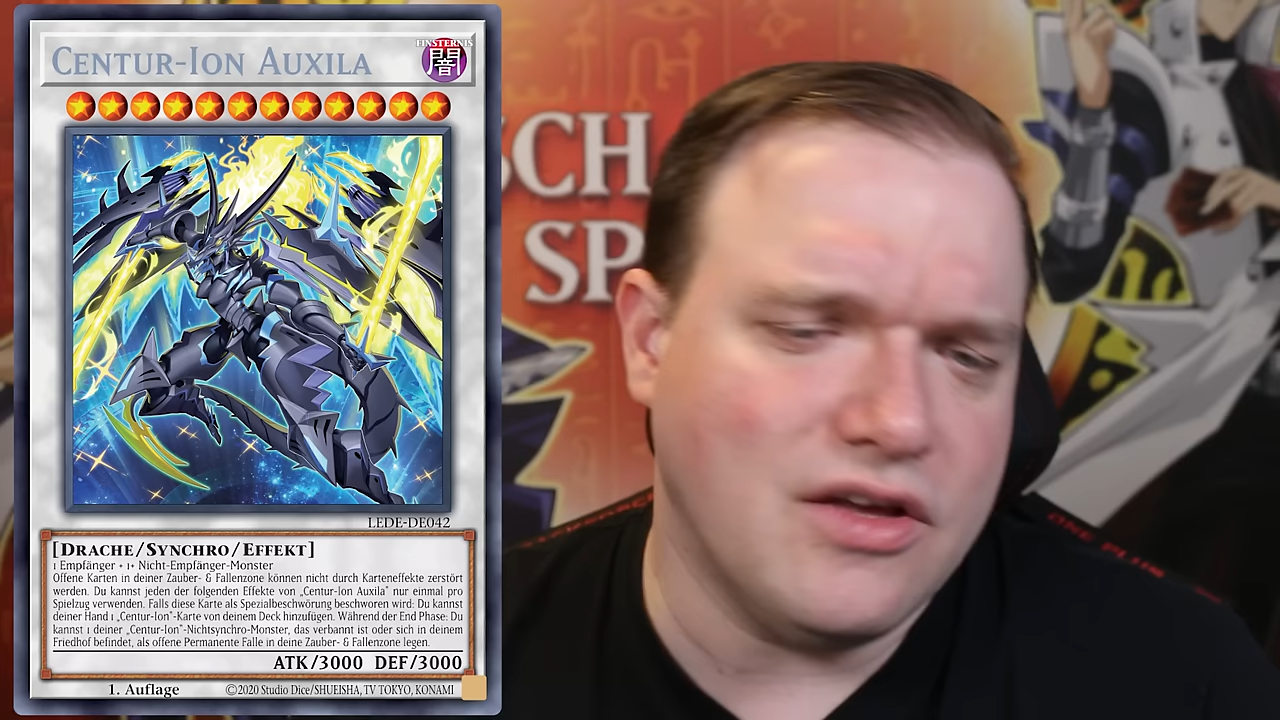 Centur-Ion Auxila
FINSTERNIS
闇
SCH
SP
LEDE-DE042
[Drache/Synchro/Effekt]
1 Empfänger + 1+ Nicht-Empfänger-Monster
Offene Karten in deiner Zauber- & Fallenzone können nicht durch Karteneffekte zerstört
werden. Du kannst jeden der folgenden Effekte von „Centur-Ion Auxila" nur einmal pro
Spielzug verwenden. Falls diese Karte als Spezialbeschwörung beschworen wird: Du kannst
deiner Hand 1 „Centur-Ion"-Karte von deinem Deck hinzufügen. Während der End Phase: Du
kannst 1 deiner „Centur-Ion"-Nichtsynchro-Monster, das verbannt ist oder sich in deinem
Friedhof befindet, als offene Permanente Falle in deine Zauber- & Fallenzone legen.
ATK/3000 DEF/3000
1. Auflage
©2020 Studio Dice/SHUEISHA, TV TOKYO, KONAMI